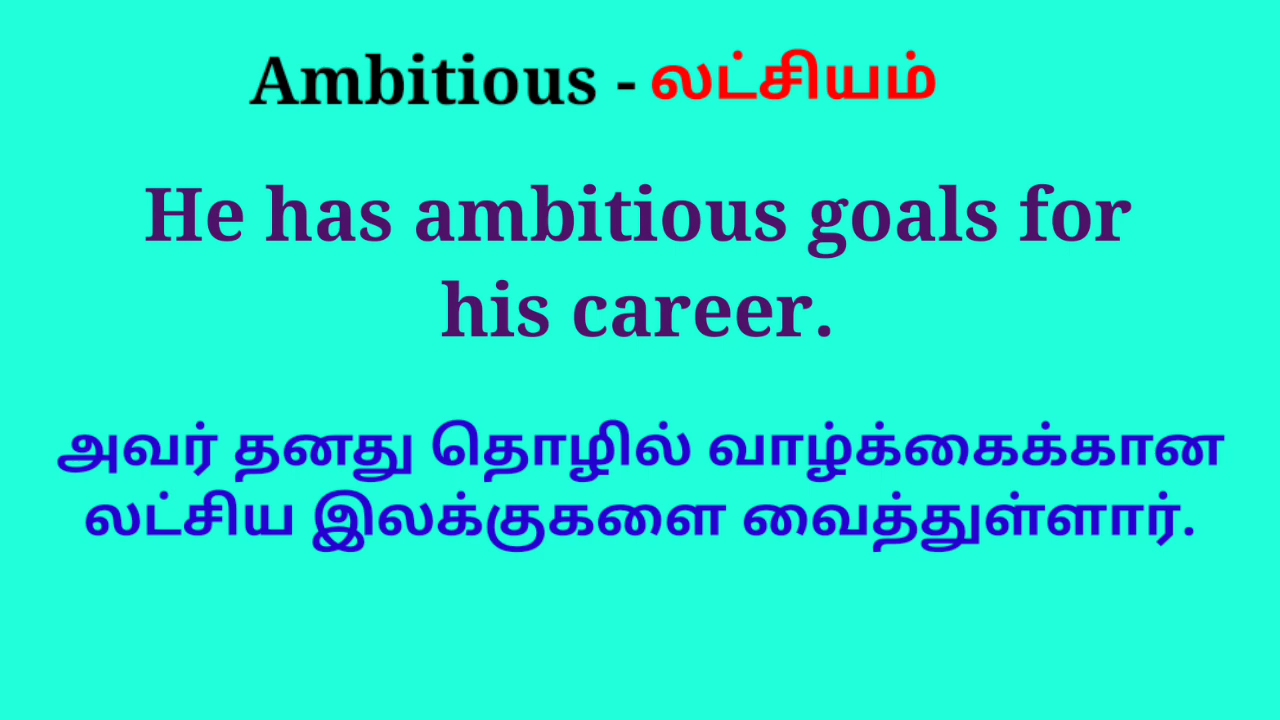 Ambitious - லட்சியம்
He has ambitious goals for
his career.
அவர் தனது தொழில் வாழ்க்கைக்கான
லட்சிய இலக்குகளை வைத்துள்ளார்.